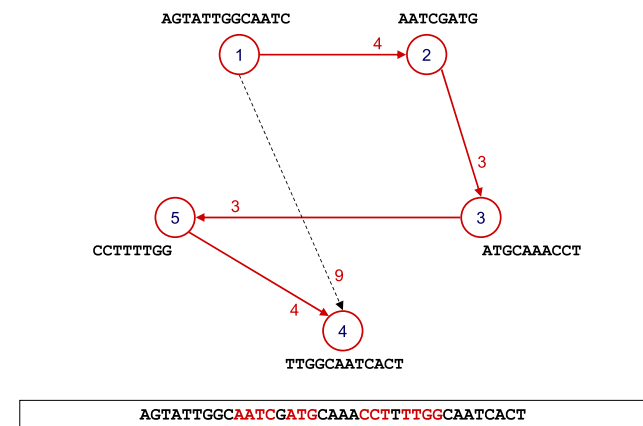 AGTATTGGCAATC AATCGATG
1 4 2
3
5 3 3
CCTTTTGG ATGCAAACCT
9
4
4
TTGGCAATCACT
AGTATTGGCAATCGATGCAAACCTTTTGGCAATCACT